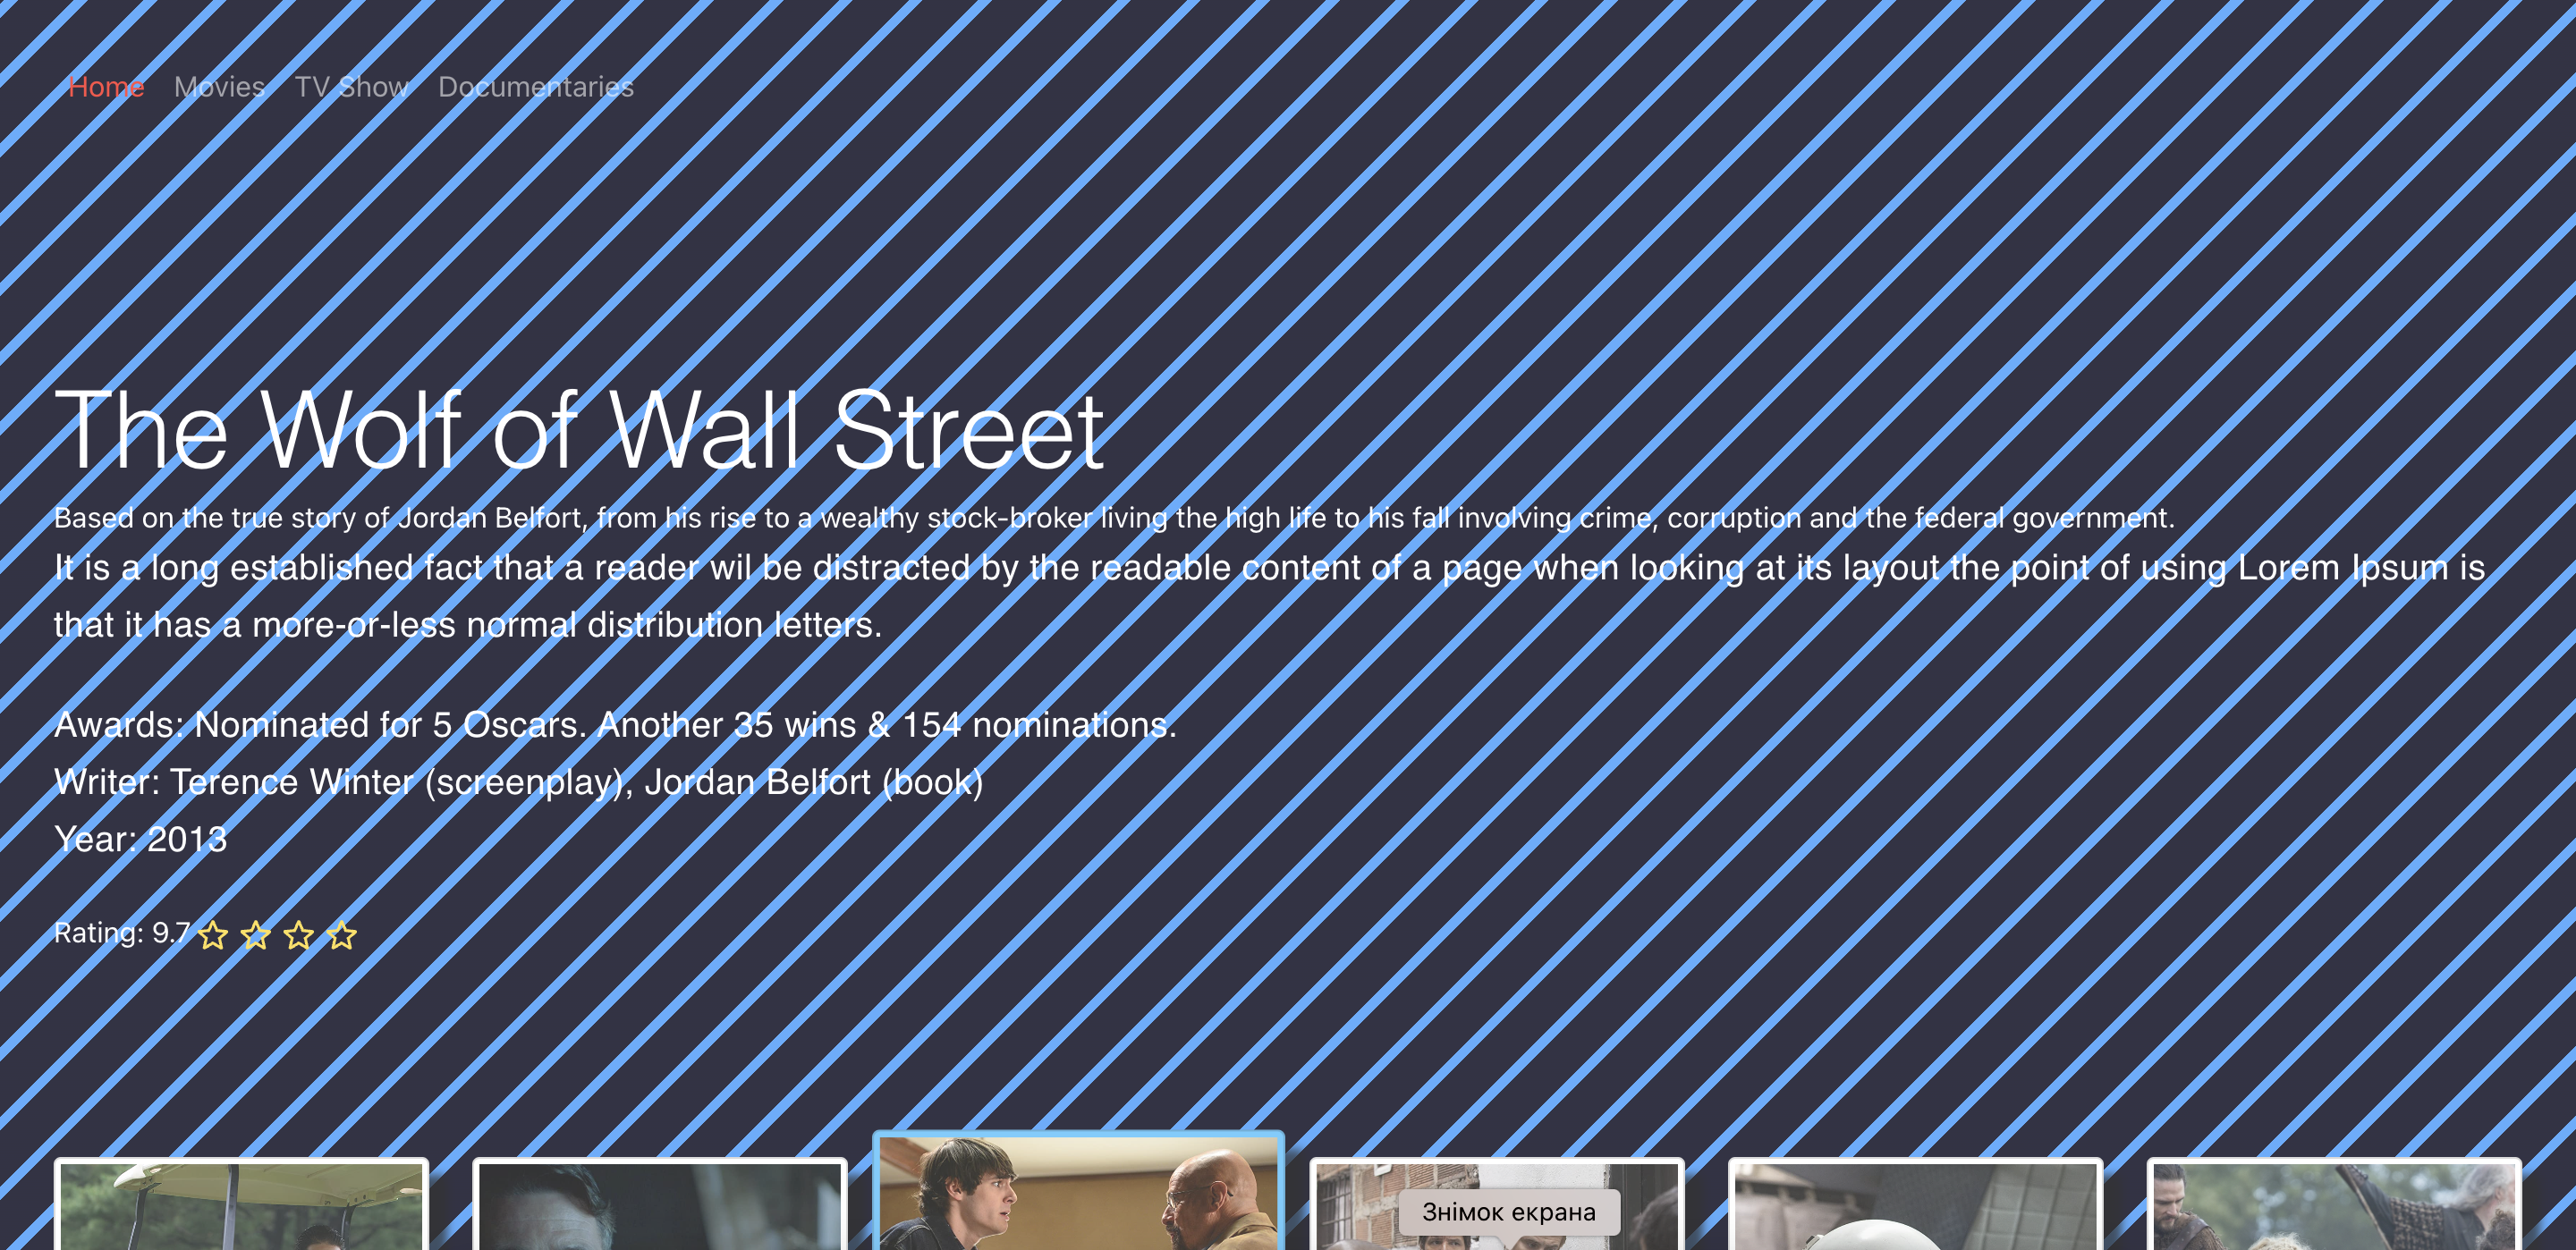 Home Movies TV Show Documentaries
The Wolf of Wall Street
Based on the true story of Jordan Belfort, from his rise to a wealthy stock-broker living the high life to his fall involving crime, corruption and the federal government.
It is a long established fact that a reader wil be distracted by the readable content of a page when looking at its layout the point of using Lorem Ipsum is
that it has a more-or-less normal distribution letters.
Awards: Nominated for 5 Oscars. Another 35 wins & 154 nominations.
Writer: Terence Winter (screenplay), Jordan Belfort (book)
Year: 2013
Rating: 9.7
Знімок екрана